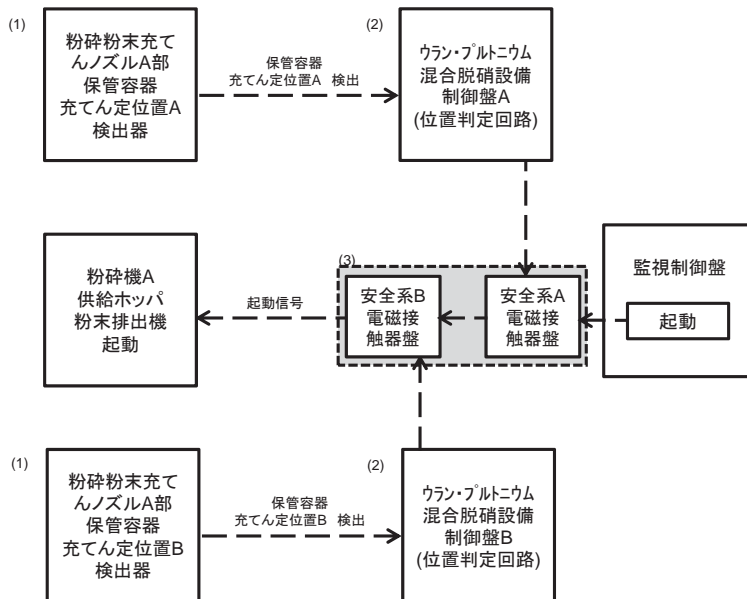 (1)
粉砕粉末充て
んノズルA部
保管容器
充てん定位置A
検出器
保管容器
充てん定位置A 検出
(2)
ウラン・プルトニウム
混合脱硝設備
制御盤A
(位置判定回路)
粉砕機A
供給ホッパ
粉末排出機
起動
起動信号
(3)
安全系B
電磁接
触器盤
安全系A
電磁接
触器盤
監視制御盤
起動
(1)
粉砕粉末充て
んノズルA部
保管容器
充てん定位置B
検出器
保管容器
充てん定位置B 検出
(2)
ウラン・プルトニウム
混合脱硝設備
制御盤B
(位置判定回路)